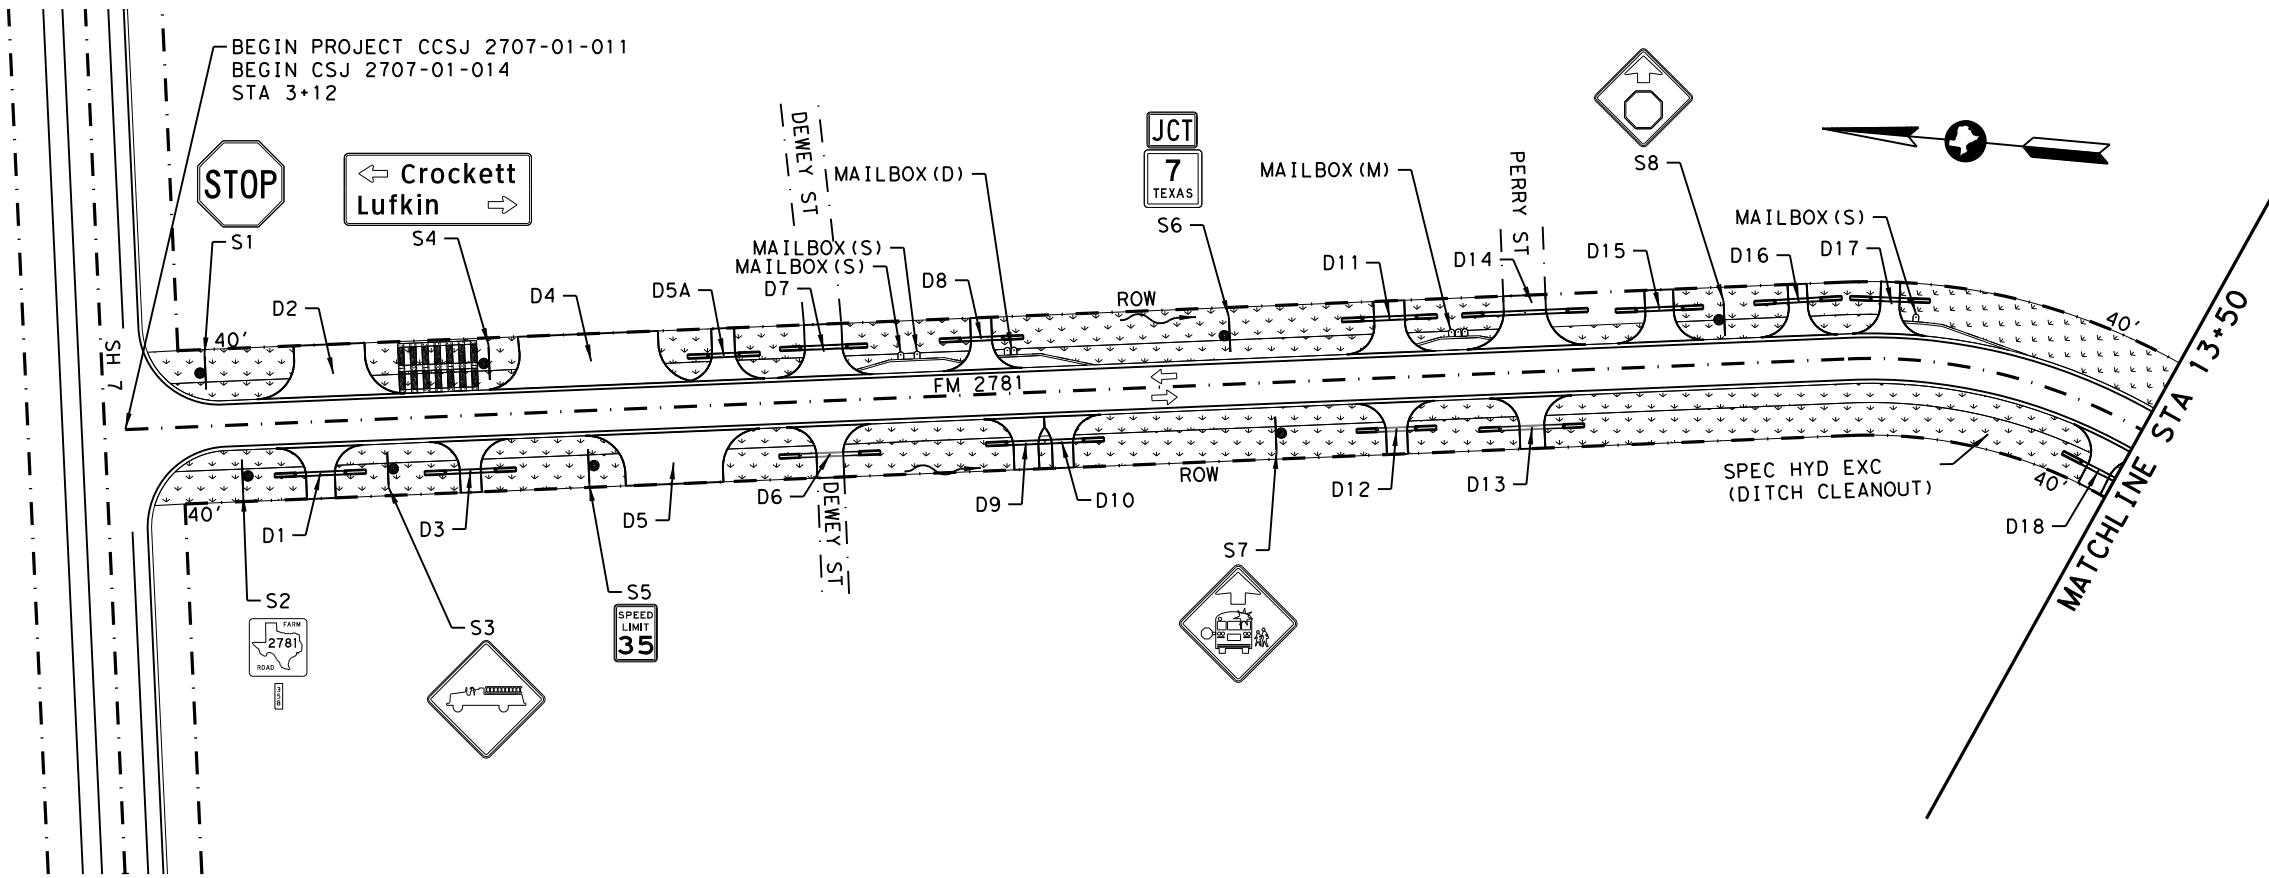 BEGIN PROJECT CCSJ 2707-01-011
BEGIN CSJ 2707-01-014
STA 3+12
STOP
S1
Crockett
Lufkin
S4
DEWEY ST
MAILBOX(D)
MAILBOX(S)
MAILBOX(S)
JCT
7
TEXAS
S6
MAILBOX(M)
PERRY ST
S8
MAILBOX(S)
D2
D4
D5A
D7
D8
ROW
D11
D14
D15
D16
D17
40'
40'
SH 7
FM 2781
40'
D1
D3
D5
D6
DEWEY ST
D9
D10
ROW
D12
D13
SPEC HYD EXC
(DITCH CLEANOUT)
40'
D18
MATCHLINE STA 13+50
S2
FARM
2781
ROAD
358
S3
S5
SPEED
LIMIT
35
S7